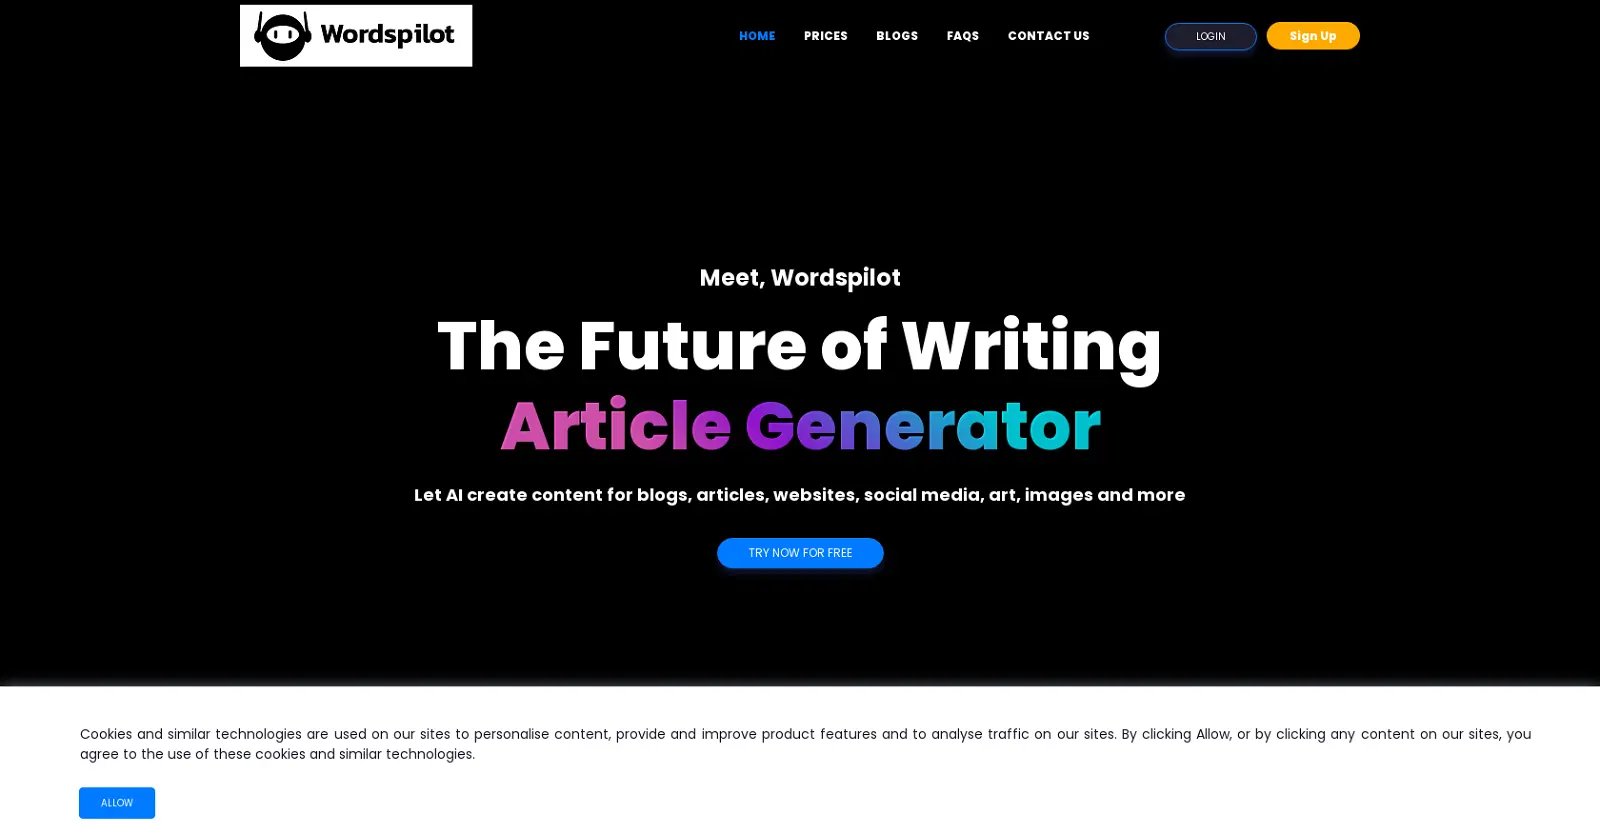 Wordspilot
HOME PRICES BLOGS FAQS CONTACT US LOGIN Sign Up
Meet, Wordspilot
The Future of Writing
Article Generator
Let AI create content for blogs, articles, websites, social media, art, images and more
TRY NOW FOR FREE
Cookies and similar technologies are used on our sites to personalise content, provide and improve product features and to analyse traffic on our sites. By clicking Allow, or by clicking any content on our sites, you
agree to the use of these cookies and similar technologies.
ALLOW